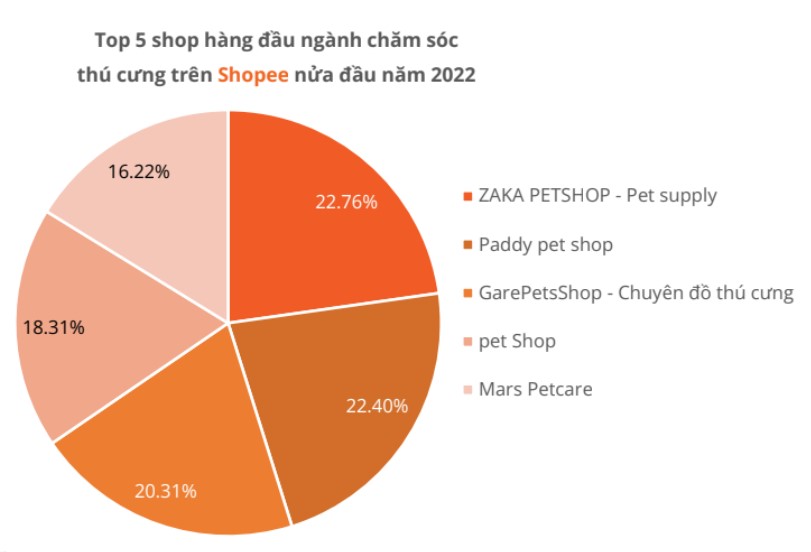 Top 5 shop hàng đầu ngành chăm sóc
thú cưng trên Shopee nửa đầu năm 2022
16.22%
22.76%
18.31%
22.40%
20.31%
ZAKA PETSHOP - Pet supply
Paddy pet shop
GarePetsShop - Chuyên đồ thú cưng
pet Shop
Mars Petcare